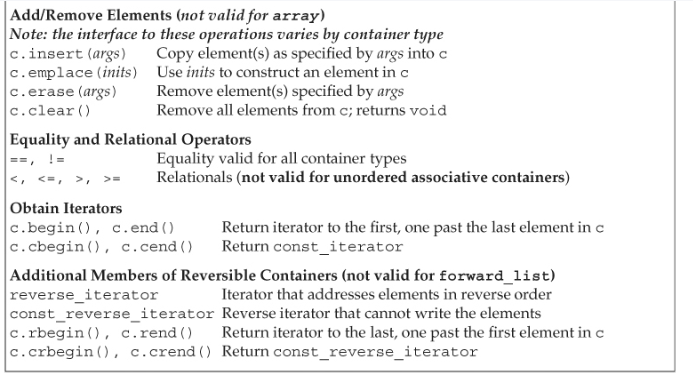 Add/Remove Elements (not valid for array)
Note: the interface to these operations varies by container type
c.insert(args) Copy element(s) as specified by args into c
c.emplace(inits) Use inits to construct an element in c
c.erase(args) Remove element(s) specified by args
c.clear() Remove all elements from c; returns void
Equality and Relational Operators
==, != Equality valid for all container types
<, <=, >, >= Relationals (not valid for unordered associative containers)
Obtain Iterators
c.begin(), c.end() Return iterator to the first, one past the last element in c
c.cbegin(), c.cend() Return const_iterator
Additional Members of Reversible Containers (not valid for forward_list)
reverse_iterator Iterator that addresses elements in reverse order
const_reverse_iterator Reverse iterator that cannot write the elements
c.rbegin(), c.rend() Return iterator to the last, one past the first element in c
c.crbegin(), c.crend() Return const_reverse_iterator